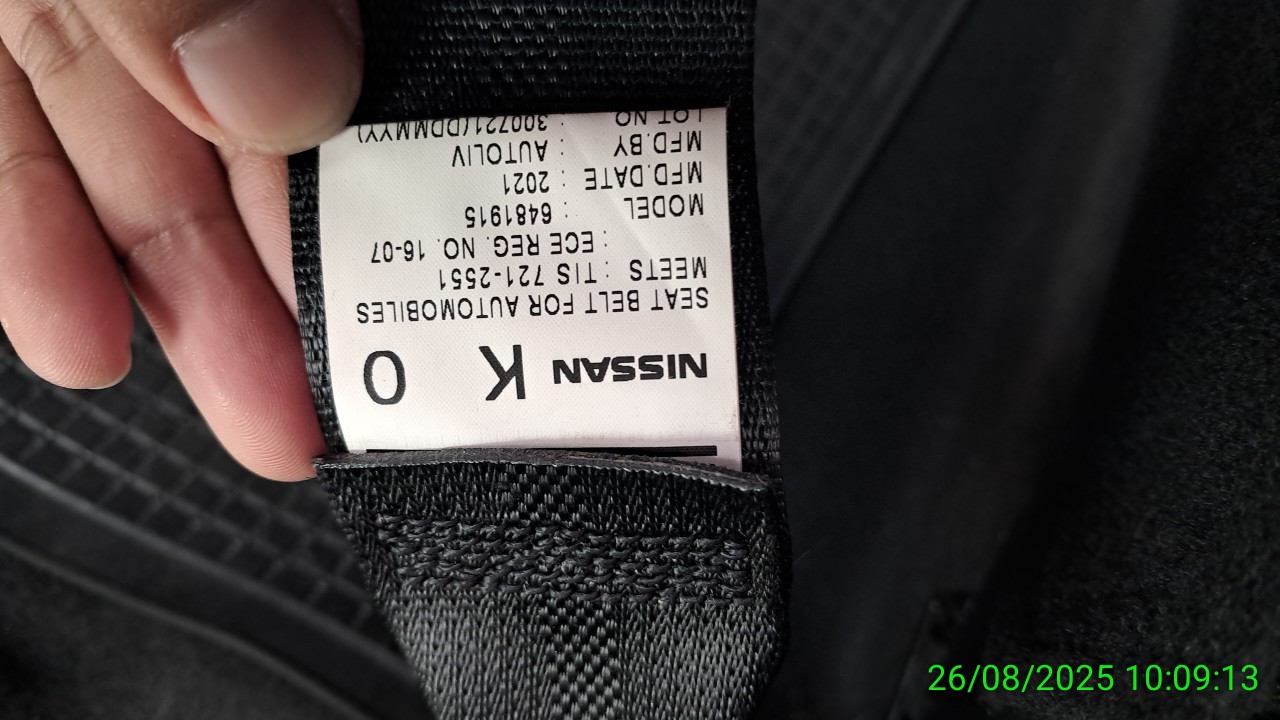 NISSAN K O
SEAT BELT FOR AUTOMOBILES
MEETS : TIS 721-2551
: ECE REG. NO. 16-07
MODEL : 6481915
MFD.DATE : 2021
MFD.BY : AUTOLIV
LOT NO : 300721(DDMMYY)
26/08/2025 10:09:13